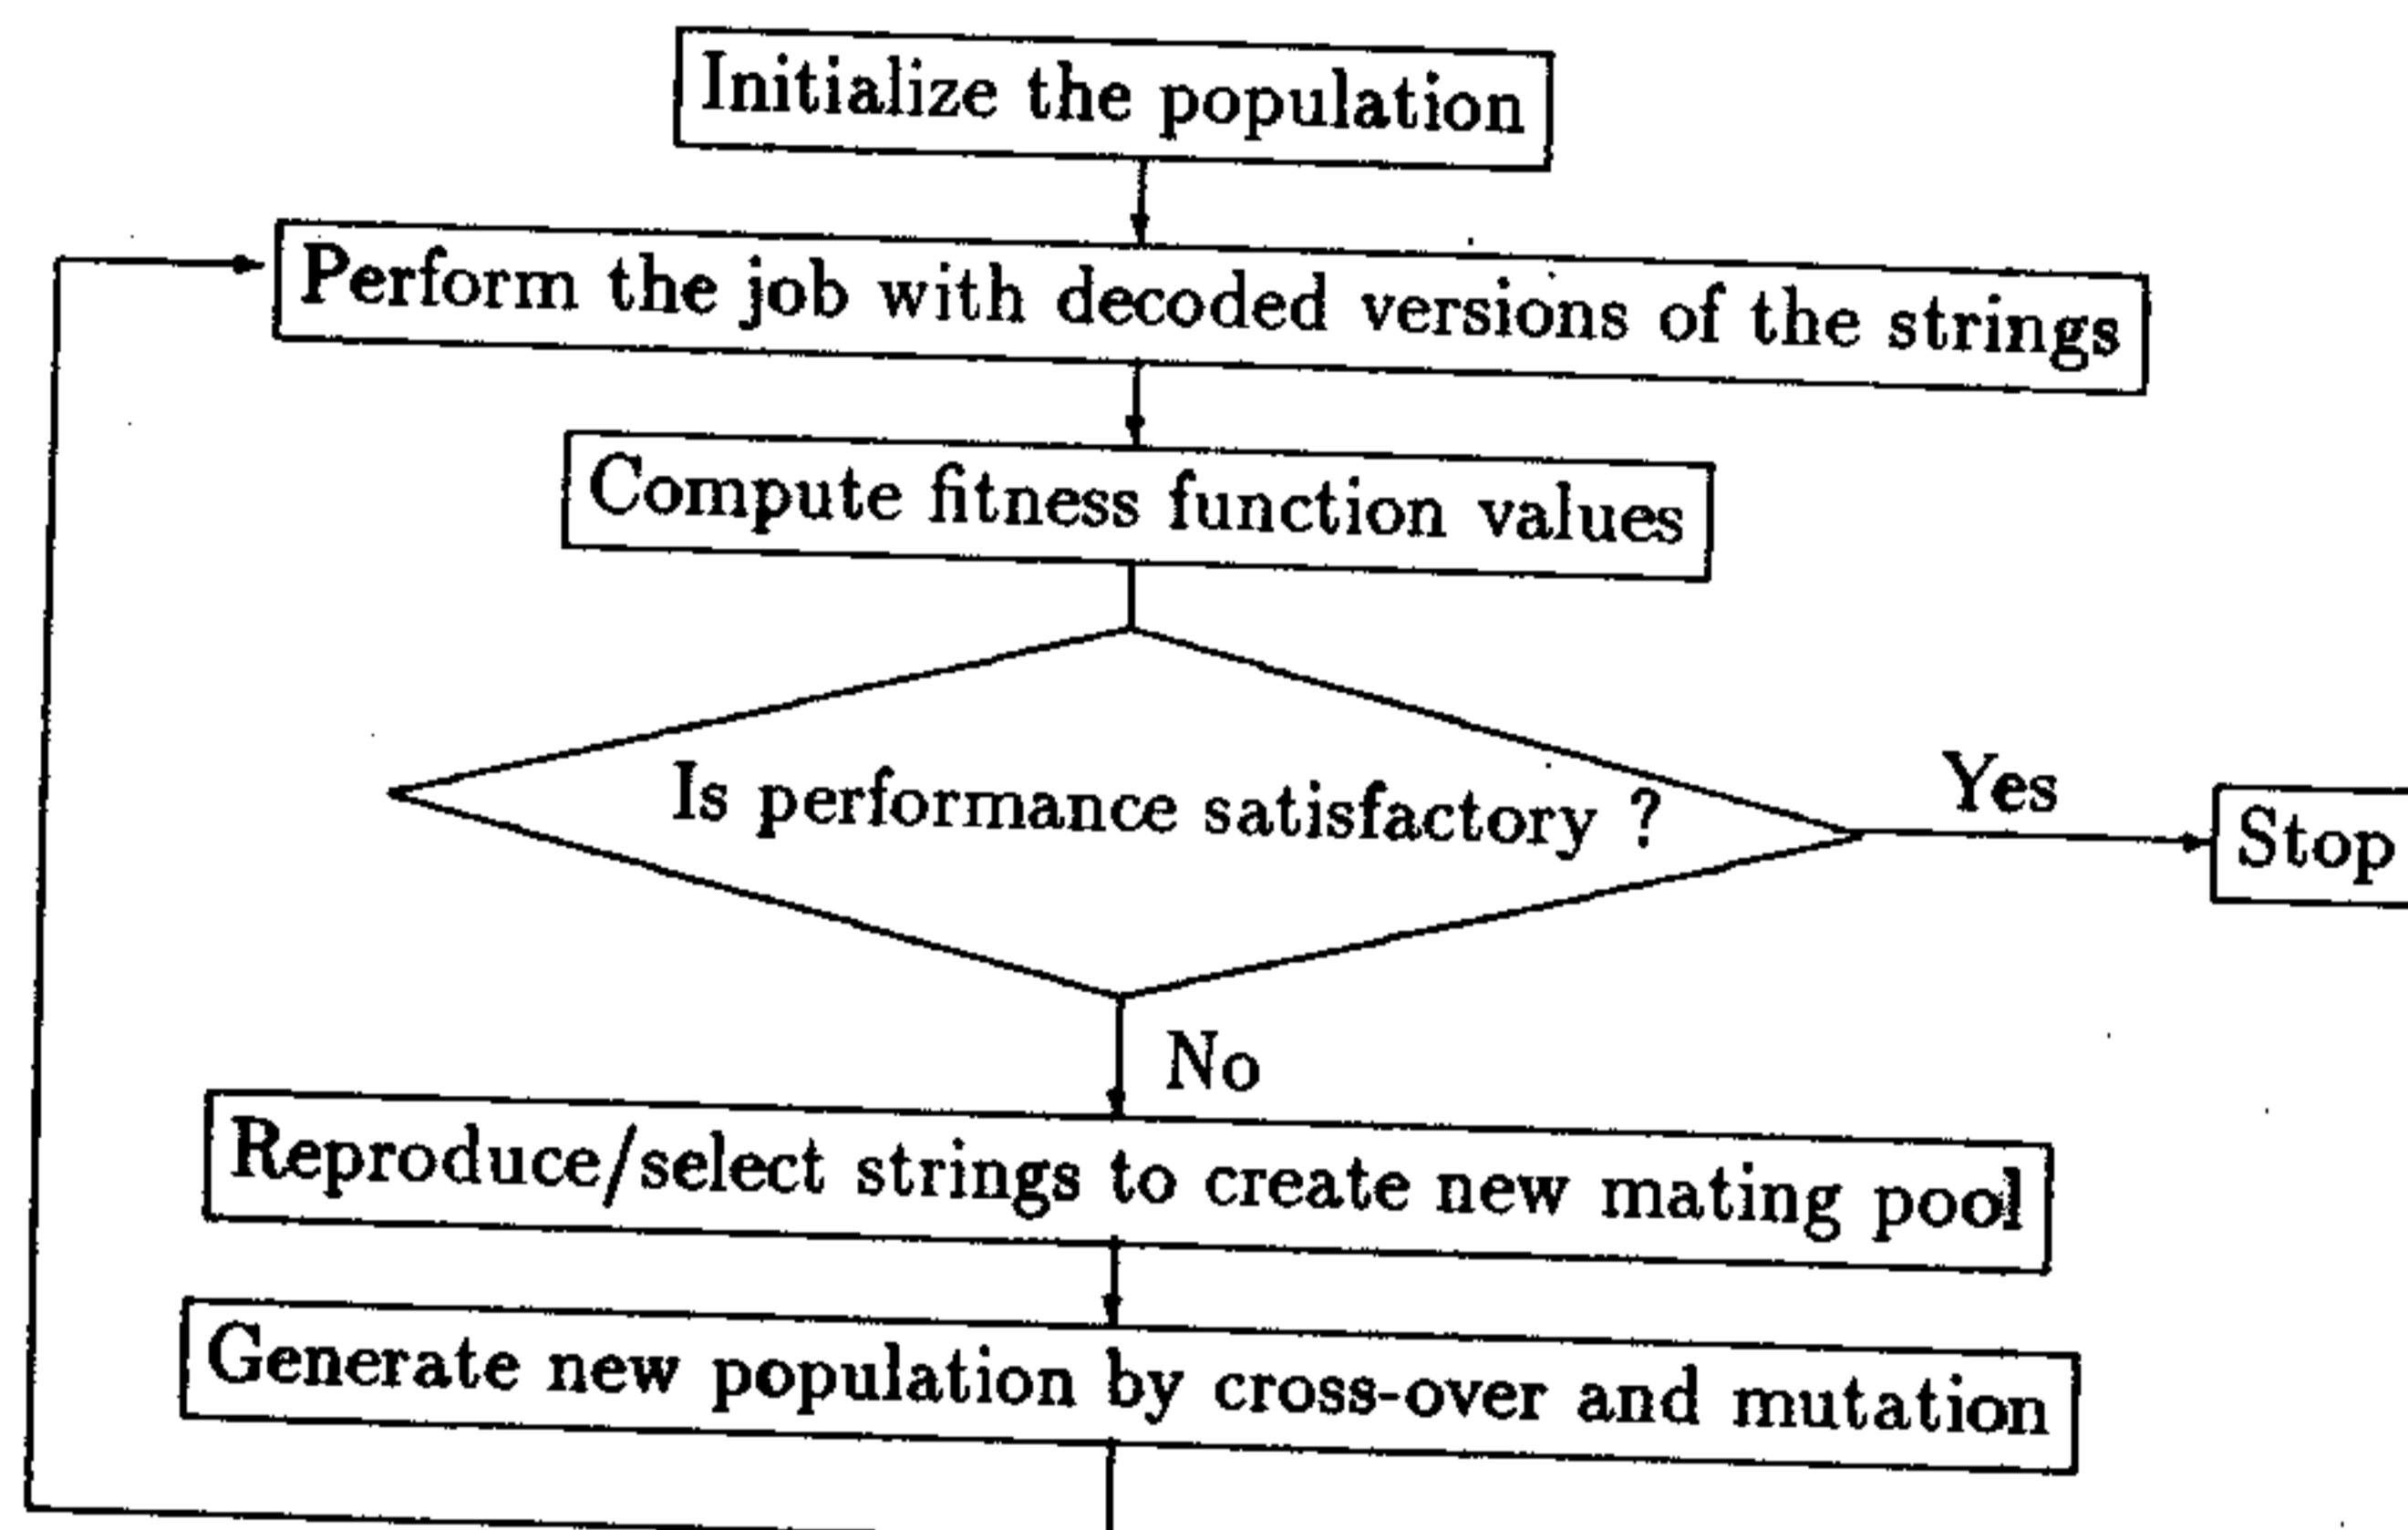 Initialize the population
Perform the job with decoded versions of the strings
Compute fitness function values
Is performance satisfactory ?
Yes
Stop
No
Reproduce/select strings to create new mating pool
Generate new population by cross-over and mutation